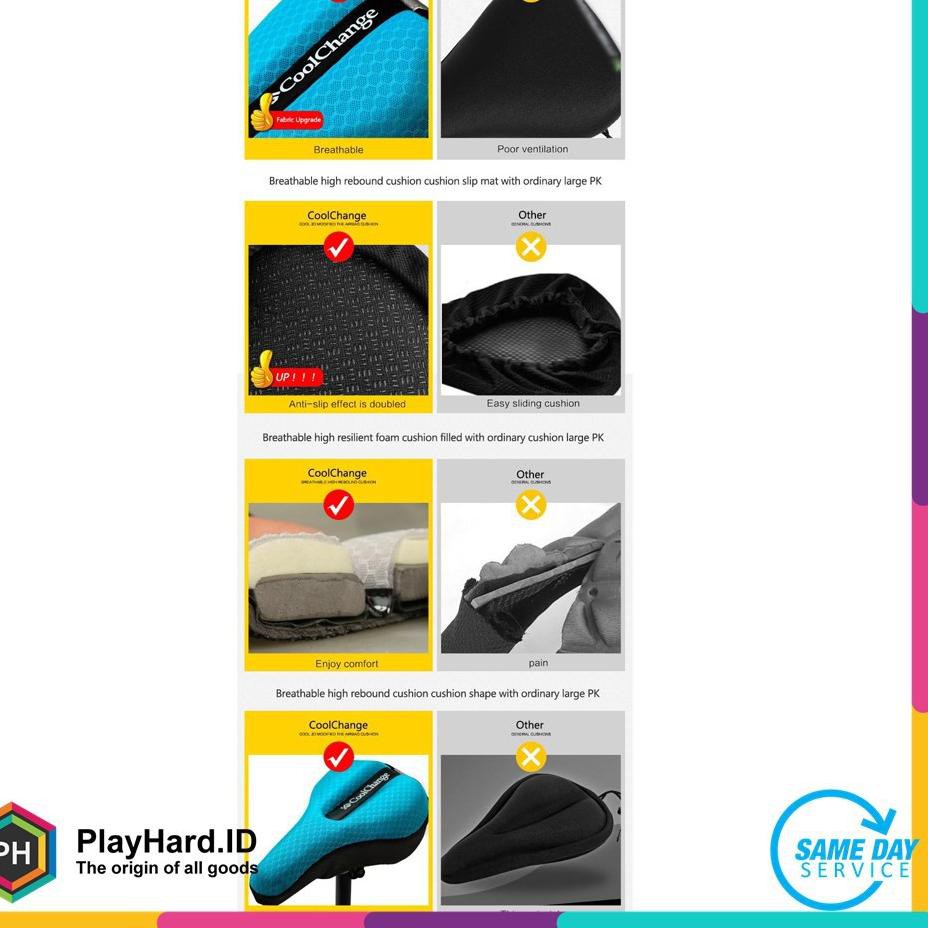 CoolChange
Fabric Upgrade
Breathable
Poor ventilation
Breathable high rebound cushion cushion slip mat with ordinary large PK
CoolChange
COOL 3D MODIFIED THE AIRBAG CUSHION
Other
GENERAL CUSHIONS
UP! ! !
Anti-slip effect is doubled
Easy sliding cushion
Breathable high resilient foam cushion filled with ordinary cushion large PK
CoolChange
BREATHABLE HIGH REBOUND CUSHION
Other
GENERAL CUSHIONS
Enjoy comfort
pain
Breathable high rebound cushion cushion shape with ordinary large PK
CoolChange
COOL 3D MODIFIED THE AIRBAG CUSHION
Other
GENERAL CUSHIONS
CoolChange
PH
PlayHard.ID
The origin of all goods
SAME DAY
SERVICE